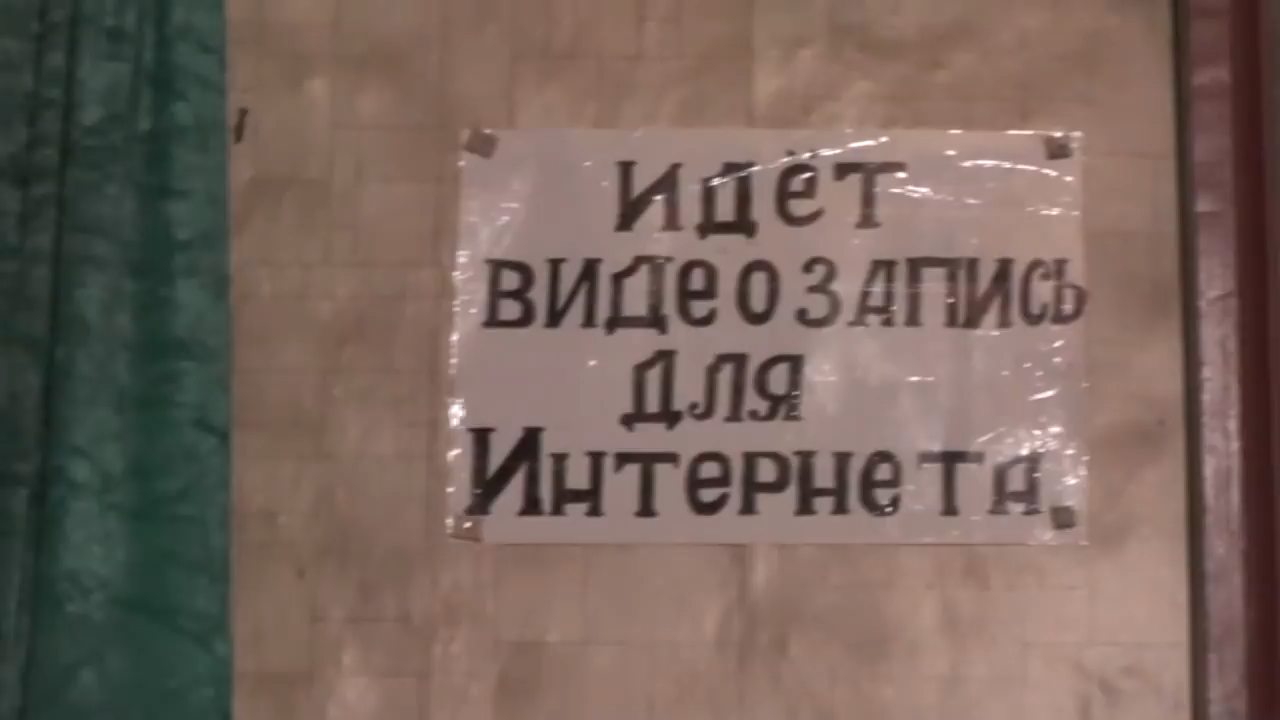 идёт
видеозапись
для
Интернета